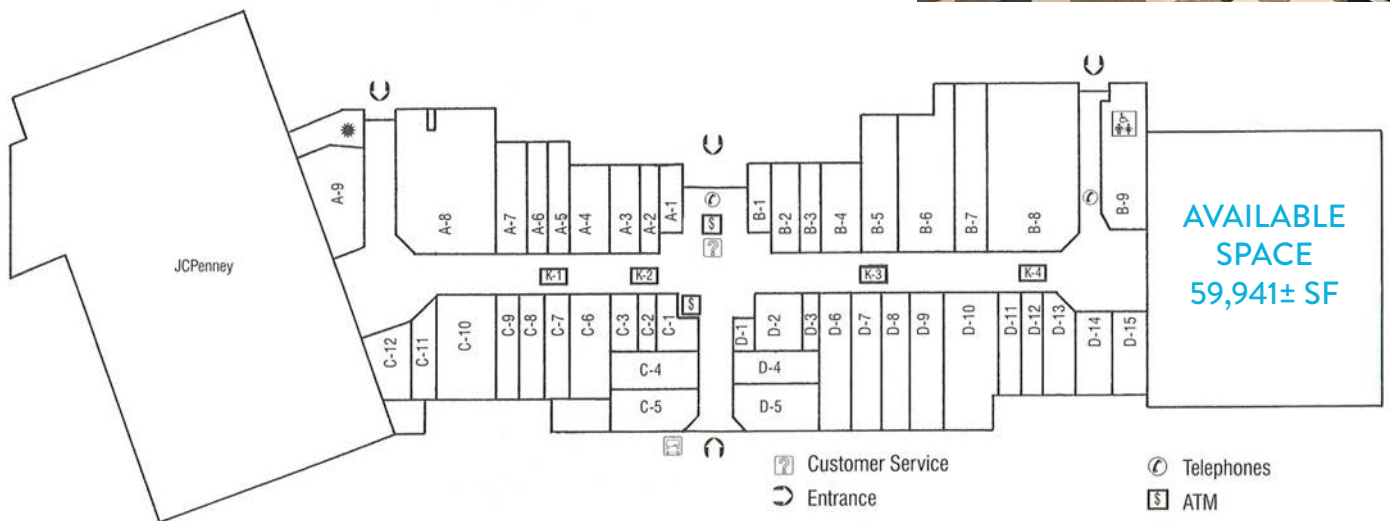 JCPenney
A-9
A-8
A-7
A-6
A-5
A-4
A-3
A-2
A-1
$
?
B-1
B-2
B-3
B-4
B-5
B-6
B-7
B-8
B-9
AVAILABLE
SPACE
59,941± SF
K-1
K-2
K-3
K-4
C-12
C-11
C-10
C-9
C-8
C-7
C-6
C-3
C-2
C-1
$
C-4
C-5
D-1
D-2
D-3
D-4
D-5
D-6
D-7
D-8
D-9
D-10
D-11
D-12
D-13
D-14
D-15
? Customer Service
Entrance
Telephones
$ ATM